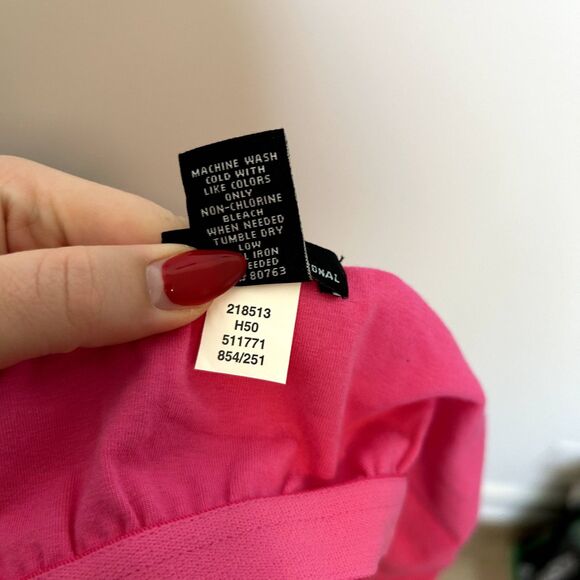 MACHINE WASH
COLD WITH
LIKE COLORS
ONLY
NON-CHLORINE
BLEACH
WHEN NEEDED
TUMBLE DRY
LOW
IRON
80763
ONAL
218513
H50
511771
854/251